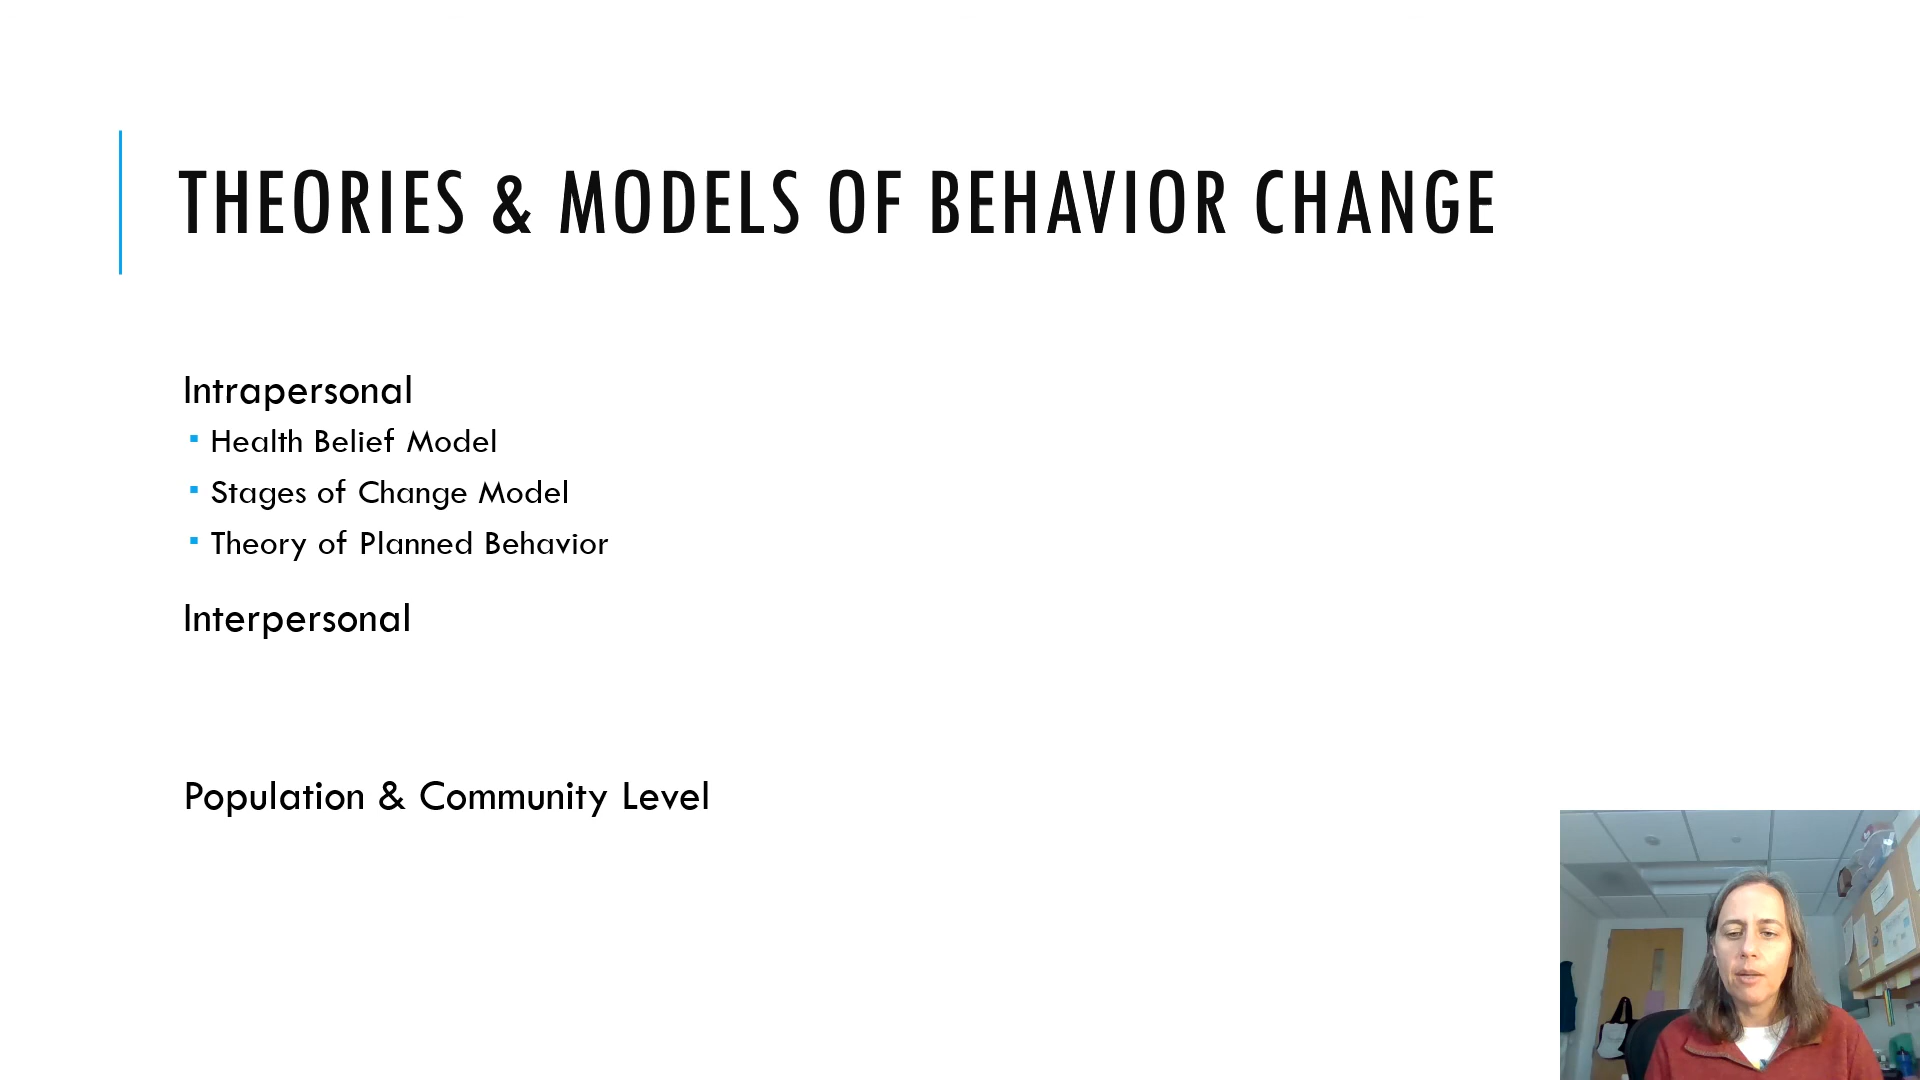 THEORIES & MODELS OF BEHAVIOR CHANGE
Intrapersonal
Health Belief Model
Stages of Change Model
Theory of Planned Behavior
Interpersonal
Population & Community Level